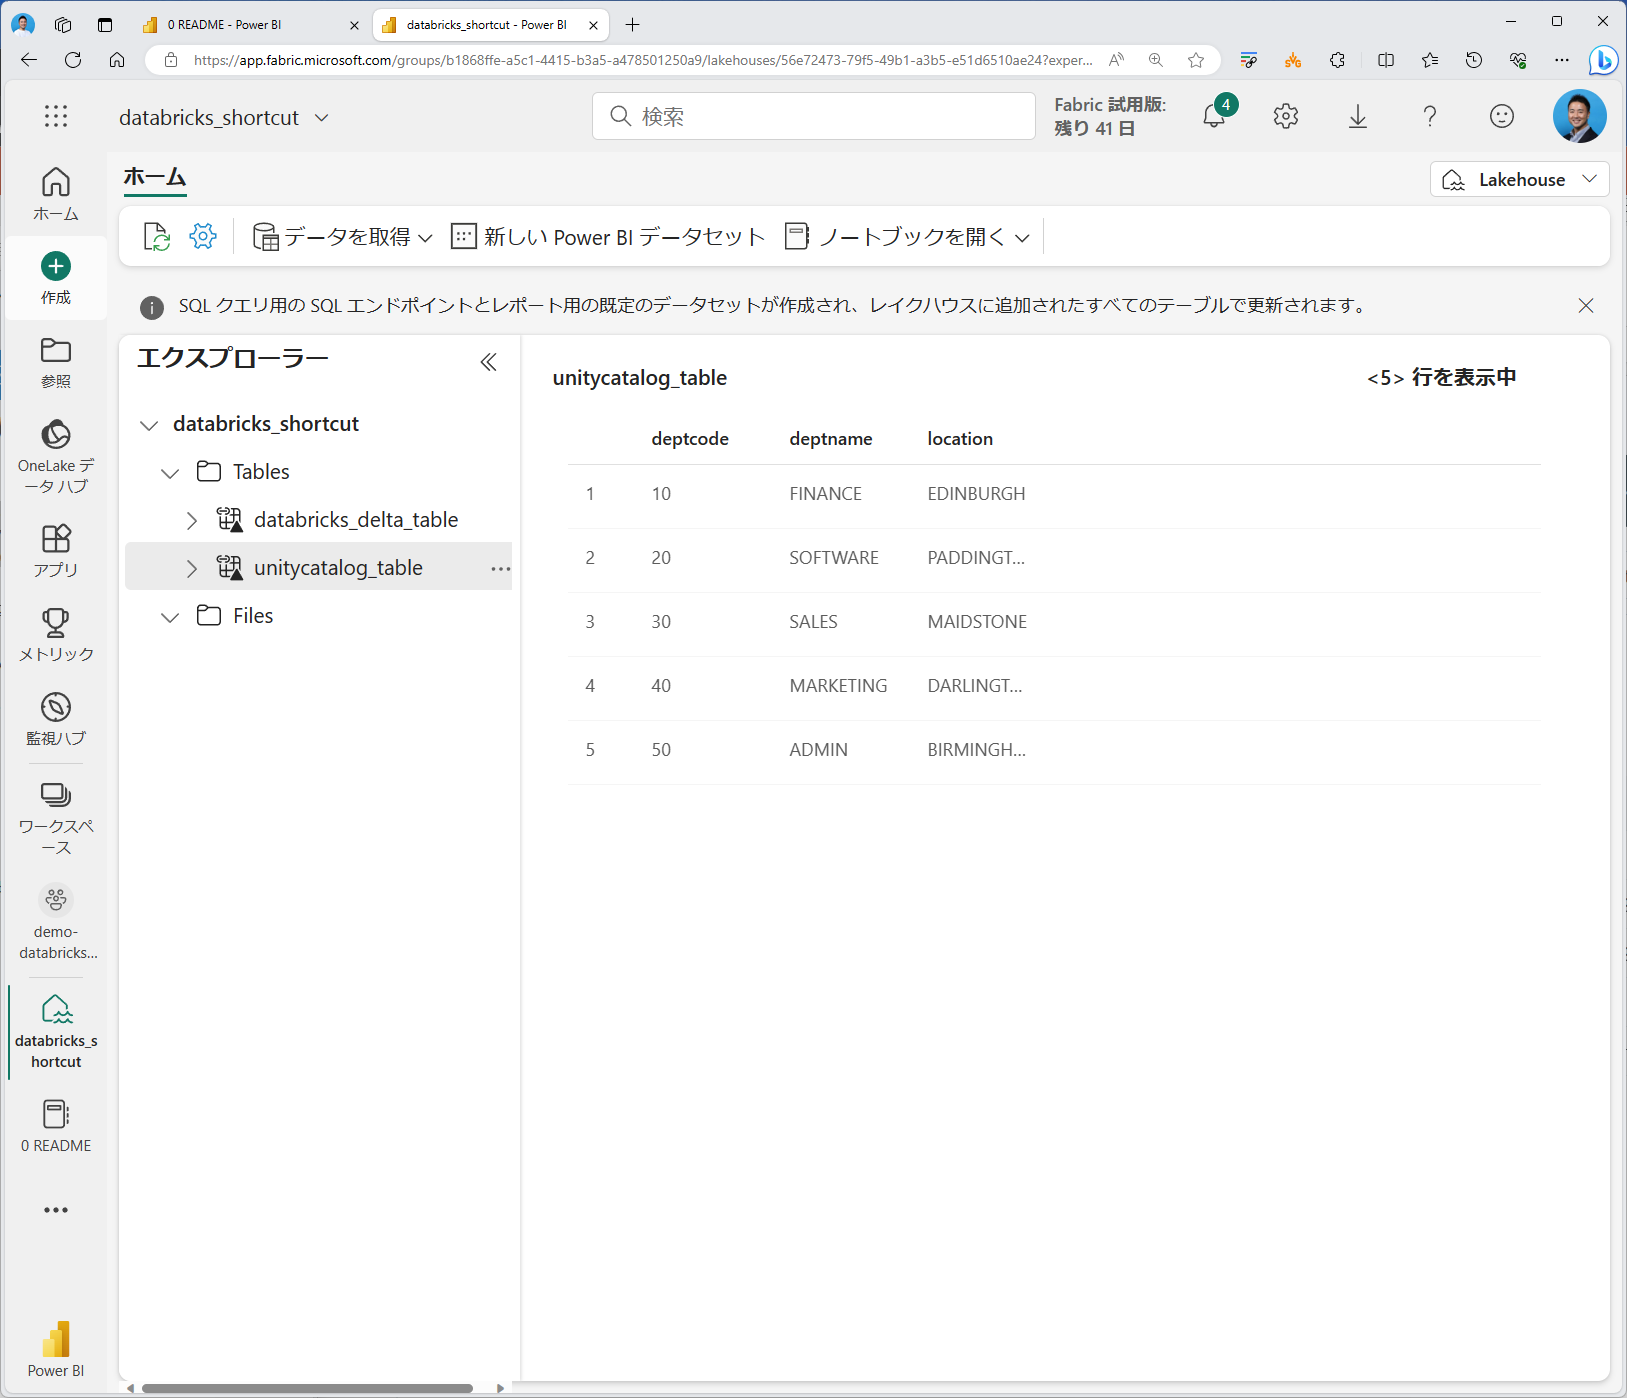 0 README - Power BI
databricks_shortcut - Power BI
https://app.fabric.microsoft.com/groups/b1868ffe-a5c1-4415-b3a5-a478501250a9/lakehouses/56e72473-79f5-49b1-a3b5-e51d6510ae24?exper...
databricks_shortcut
検索
Fabric 試用版:
残り 41 日
4
ホーム
Lakehouse
データを取得
新しい Power BI データセット
ノートブックを開く
SQL クエリ用の SQL エンドポイントとレポート用の既定のデータセットが作成され、レイクハウスに追加されたすべてのテーブルで更新されます。
ホーム
作成
参照
OneLake デ
ータ ハブ
アプリ
メトリック
監視ハブ
ワークスペ
ース
demo-
databricks...
databricks_s
hortcut
0 README
Power BI
エクスプローラー
databricks_shortcut
Tables
databricks_delta_table
unitycatalog_table
Files
unitycatalog_table
<5> 行を表示中
deptcode deptname location
1 10 FINANCE EDINBURGH
2 20 SOFTWARE PADDINGT...
3 30 SALES MAIDSTONE
4 40 MARKETING DARLINGT...
5 50 ADMIN BIRMINGH...